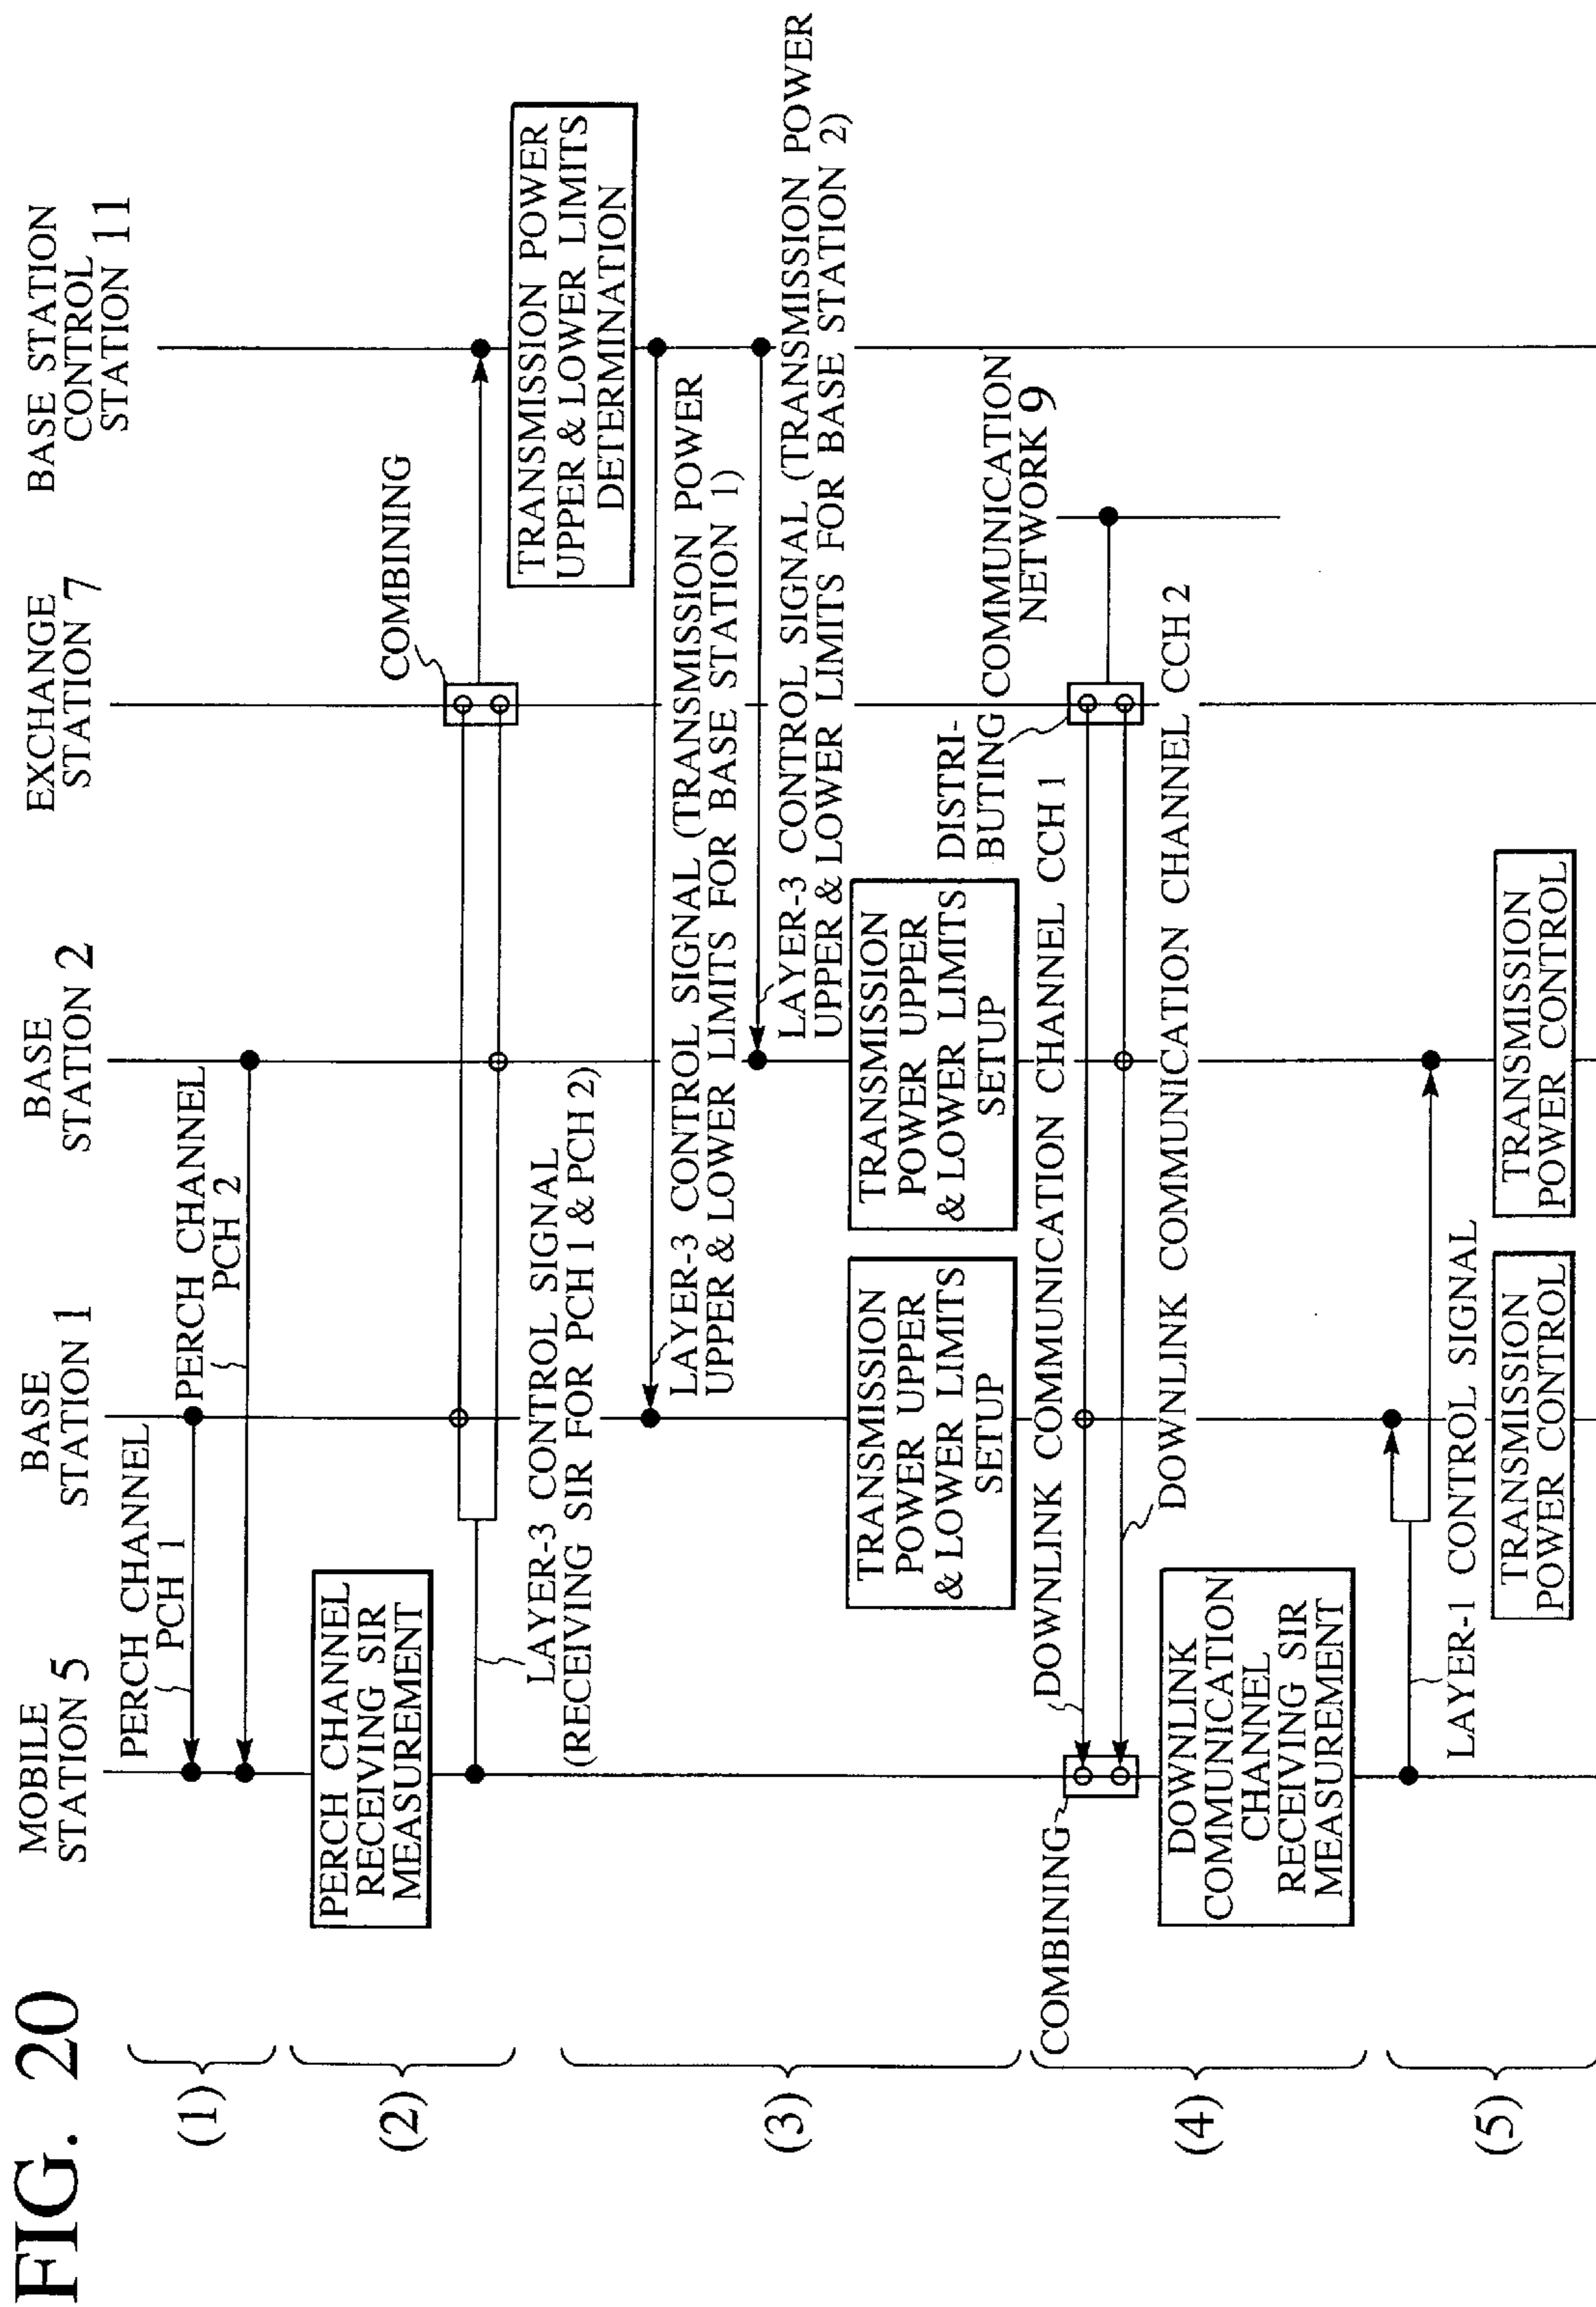 FIG. 20
MOBILE
STATION 5
BASE
STATION 1
BASE
STATION 2
EXCHANGE
STATION 7
BASE STATION
CONTROL
STATION 11
(1)
PERCH CHANNEL
PCH 1
PERCH CHANNEL
PCH 2
(2)
PERCH CHANNEL
RECEIVING SIR
MEASUREMENT
COMBINING
LAYER-3 CONTROL SIGNAL
(RECEIVING SIR FOR PCH 1 & PCH 2)
TRANSMISSION POWER
UPPER & LOWER LIMITS
DETERMINATION
(3)
LAYER-3 CONTROL SIGNAL (TRANSMISSION POWER
UPPER & LOWER LIMITS FOR BASE STATION 1)
LAYER-3 CONTROL SIGNAL (TRANSMISSION POWER
UPPER & LOWER LIMITS FOR BASE STATION 2)
TRANSMISSION
POWER UPPER
& LOWER LIMITS
SETUP
TRANSMISSION
POWER UPPER
& LOWER LIMITS
SETUP
DISTRI-
BUTING
COMMUNICATION
NETWORK 9
(4)
COMBINING
DOWNLINK COMMUNICATION CHANNEL CCH 1
DOWNLINK COMMUNICATION CHANNEL CCH 2
DOWNLINK
COMMUNICATION
CHANNEL
RECEIVING SIR
MEASUREMENT
(5)
LAYER-1 CONTROL SIGNAL
TRANSMISSION
POWER CONTROL
TRANSMISSION
POWER CONTROL